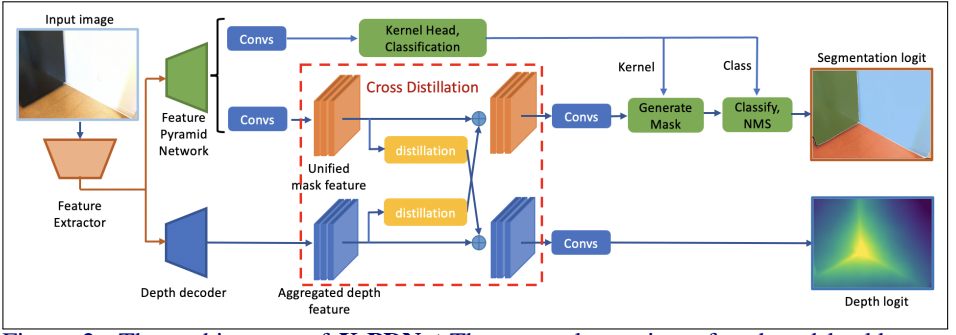 Input image
Convs
Kernel Head,
Classification
Kernel
Class
Segmentation logit
Cross Distillation
Feature
Pyramid
Network
Convs
Convs
Generate
Mask
Classify,
NMS
distillation
Unified
mask feature
Feature
Extractor
distillation
Convs
Depth decoder
Aggregated depth
feature
Depth logit